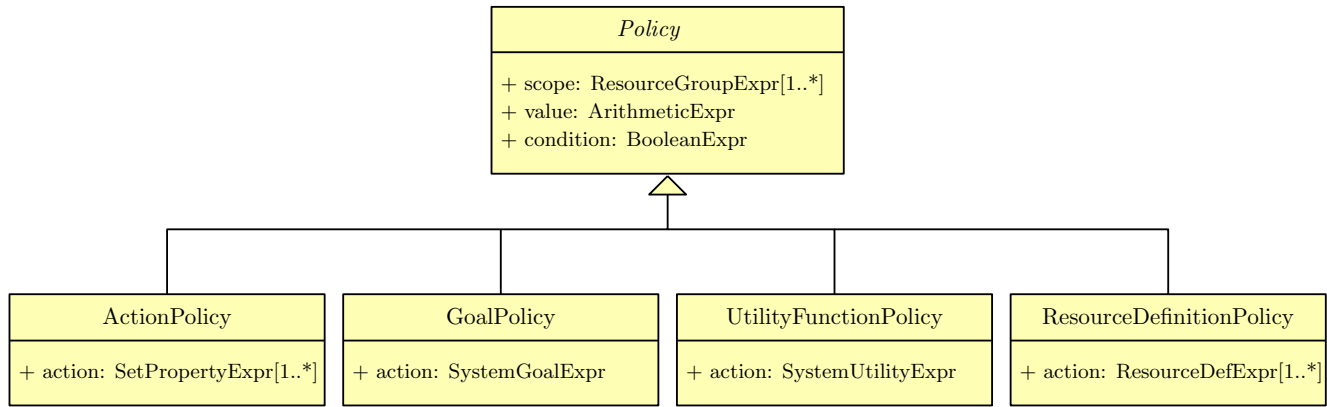 Policy
+ scope: ResourceGroupExpr[1..*]
+ value: ArithmeticExpr
+ condition: BooleanExpr
ActionPolicy
+ action: SetPropertyExpr[1..*]
GoalPolicy
+ action: SystemGoalExpr
UtilityFunctionPolicy
+ action: SystemUtilityExpr
ResourceDefinitionPolicy
+ action: ResourceDefExpr[1..*]